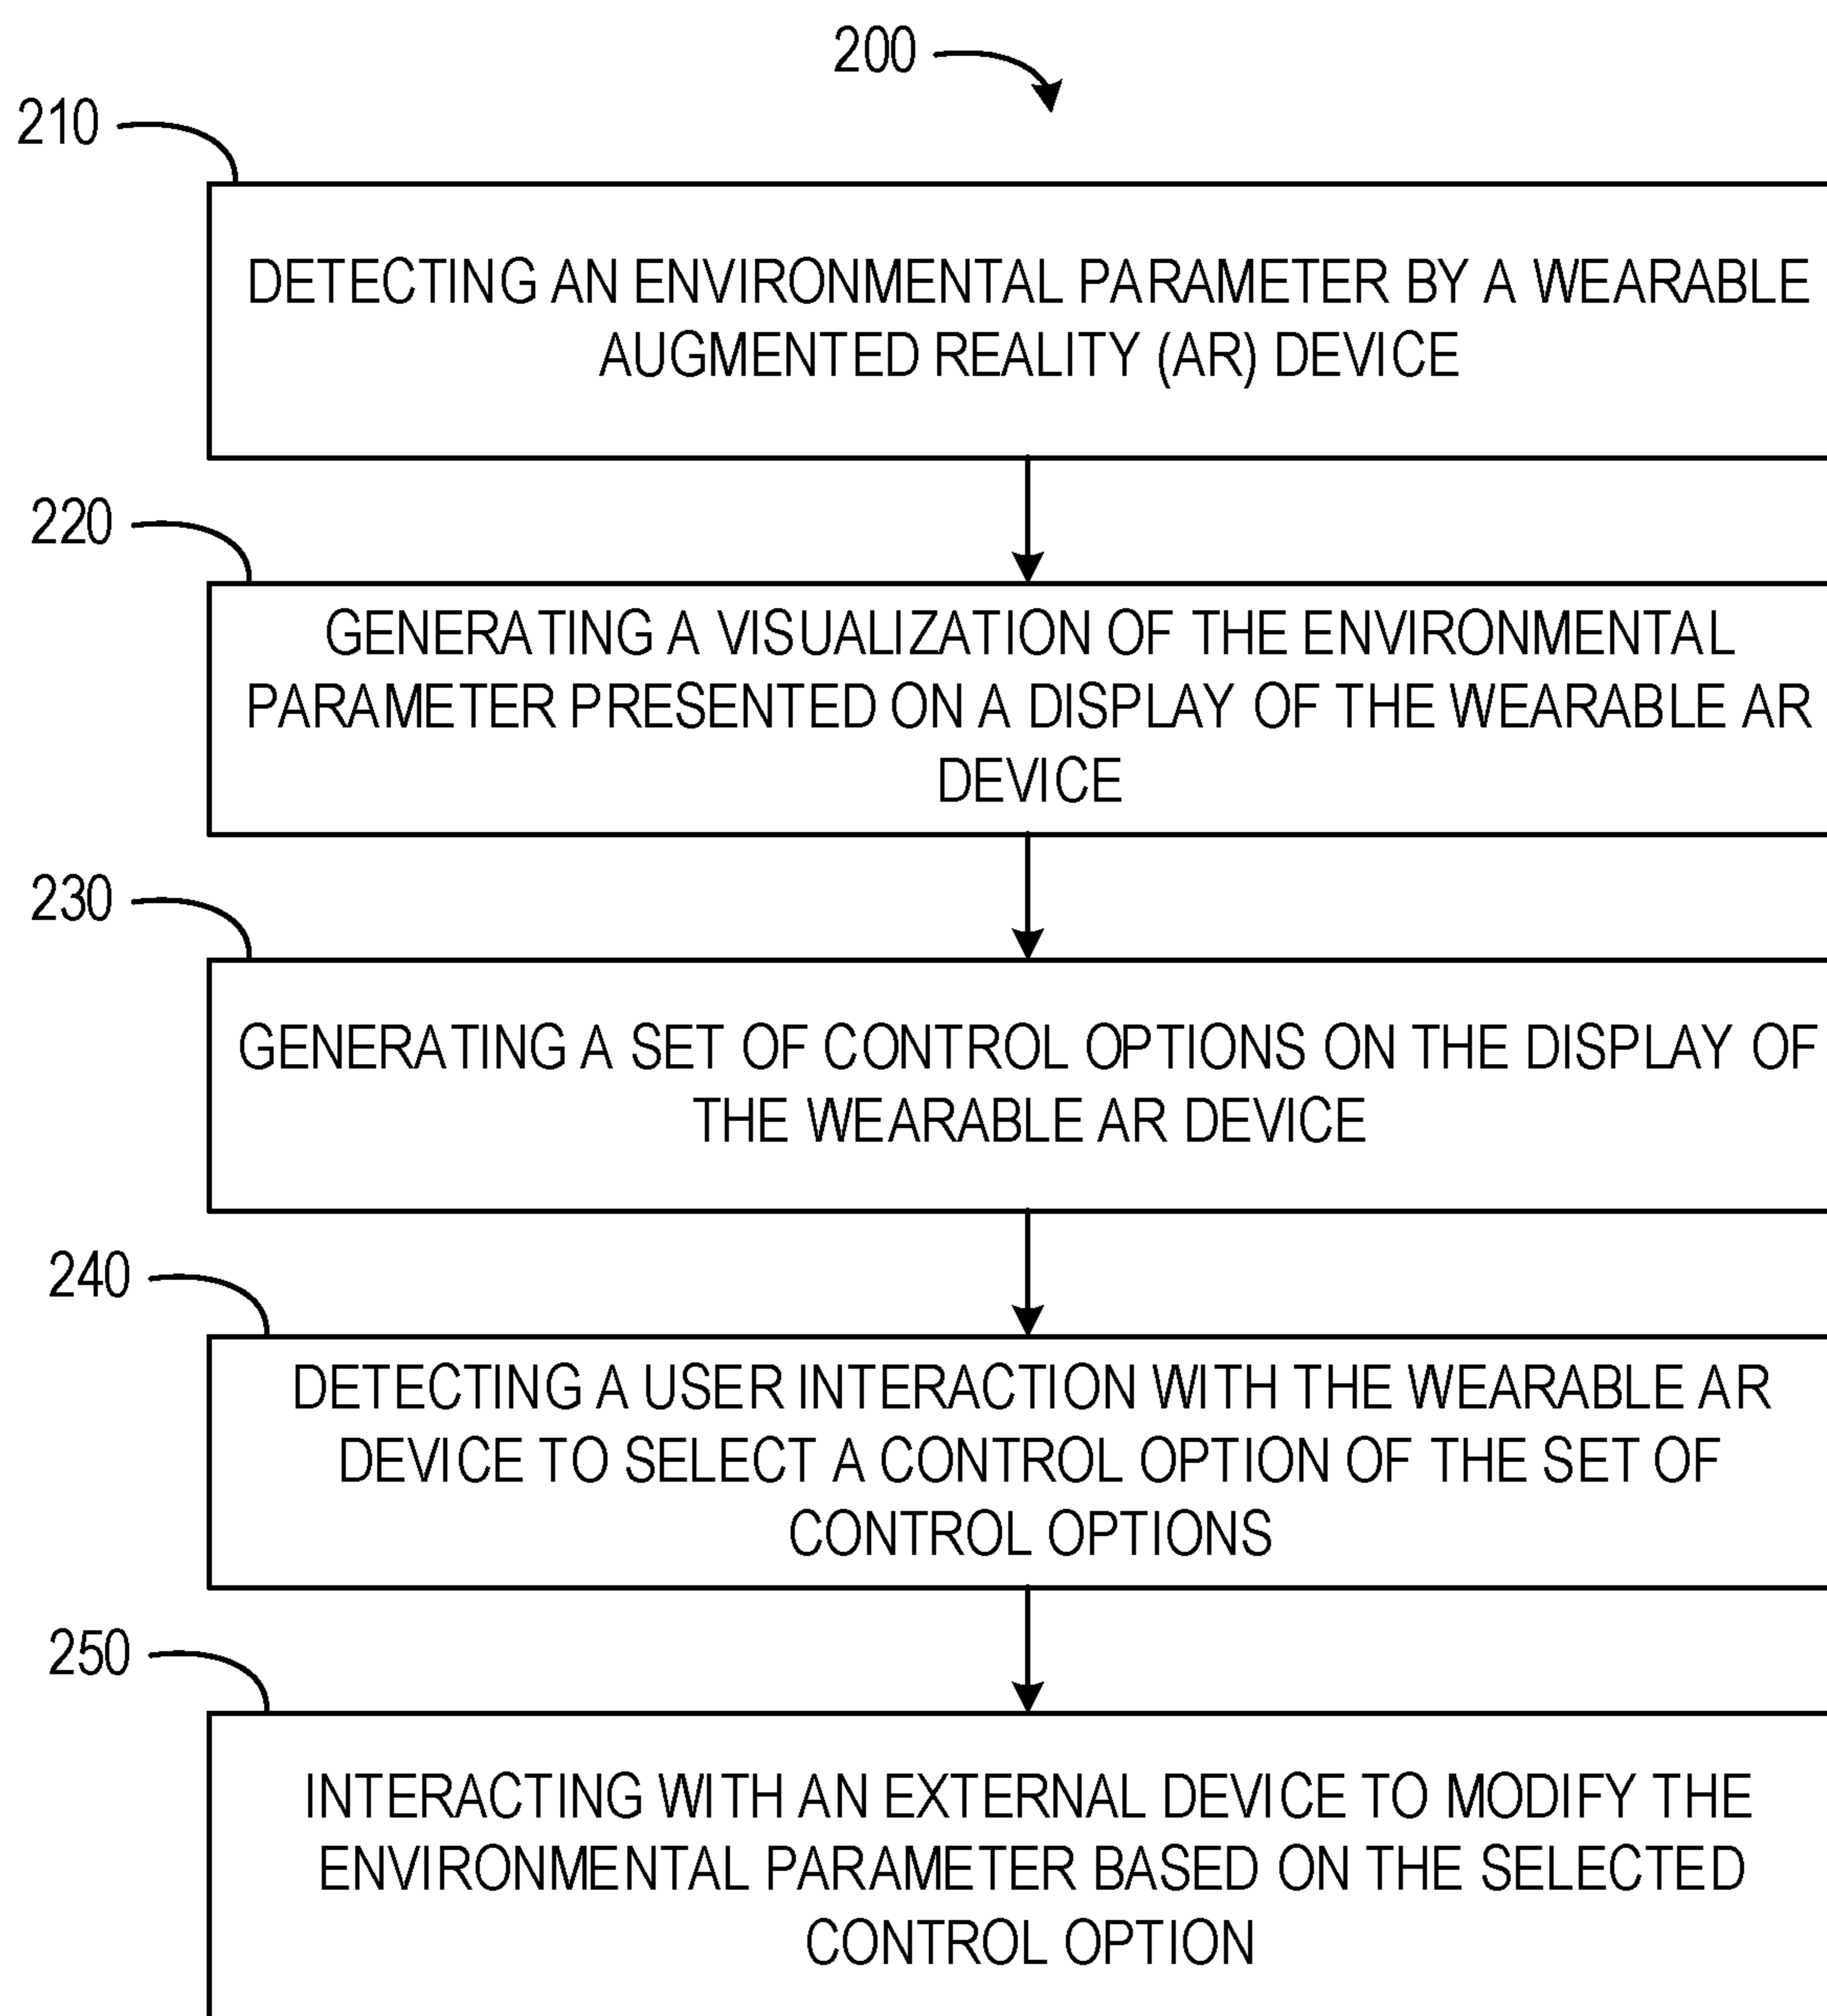 200
210
DETECTING AN ENVIRONMENTAL PARAMETER BY A WEARABLE
AUGMENTED REALITY (AR) DEVICE
220
GENERATING A VISUALIZATION OF THE ENVIRONMENTAL
PARAMETER PRESENTED ON A DISPLAY OF THE WEARABLE AR
DEVICE
230
GENERATING A SET OF CONTROL OPTIONS ON THE DISPLAY OF
THE WEARABLE AR DEVICE
240
DETECTING A USER INTERACTION WITH THE WEARABLE AR
DEVICE TO SELECT A CONTROL OPTION OF THE SET OF
CONTROL OPTIONS
250
INTERACTING WITH AN EXTERNAL DEVICE TO MODIFY THE
ENVIRONMENTAL PARAMETER BASED ON THE SELECTED
CONTROL OPTION